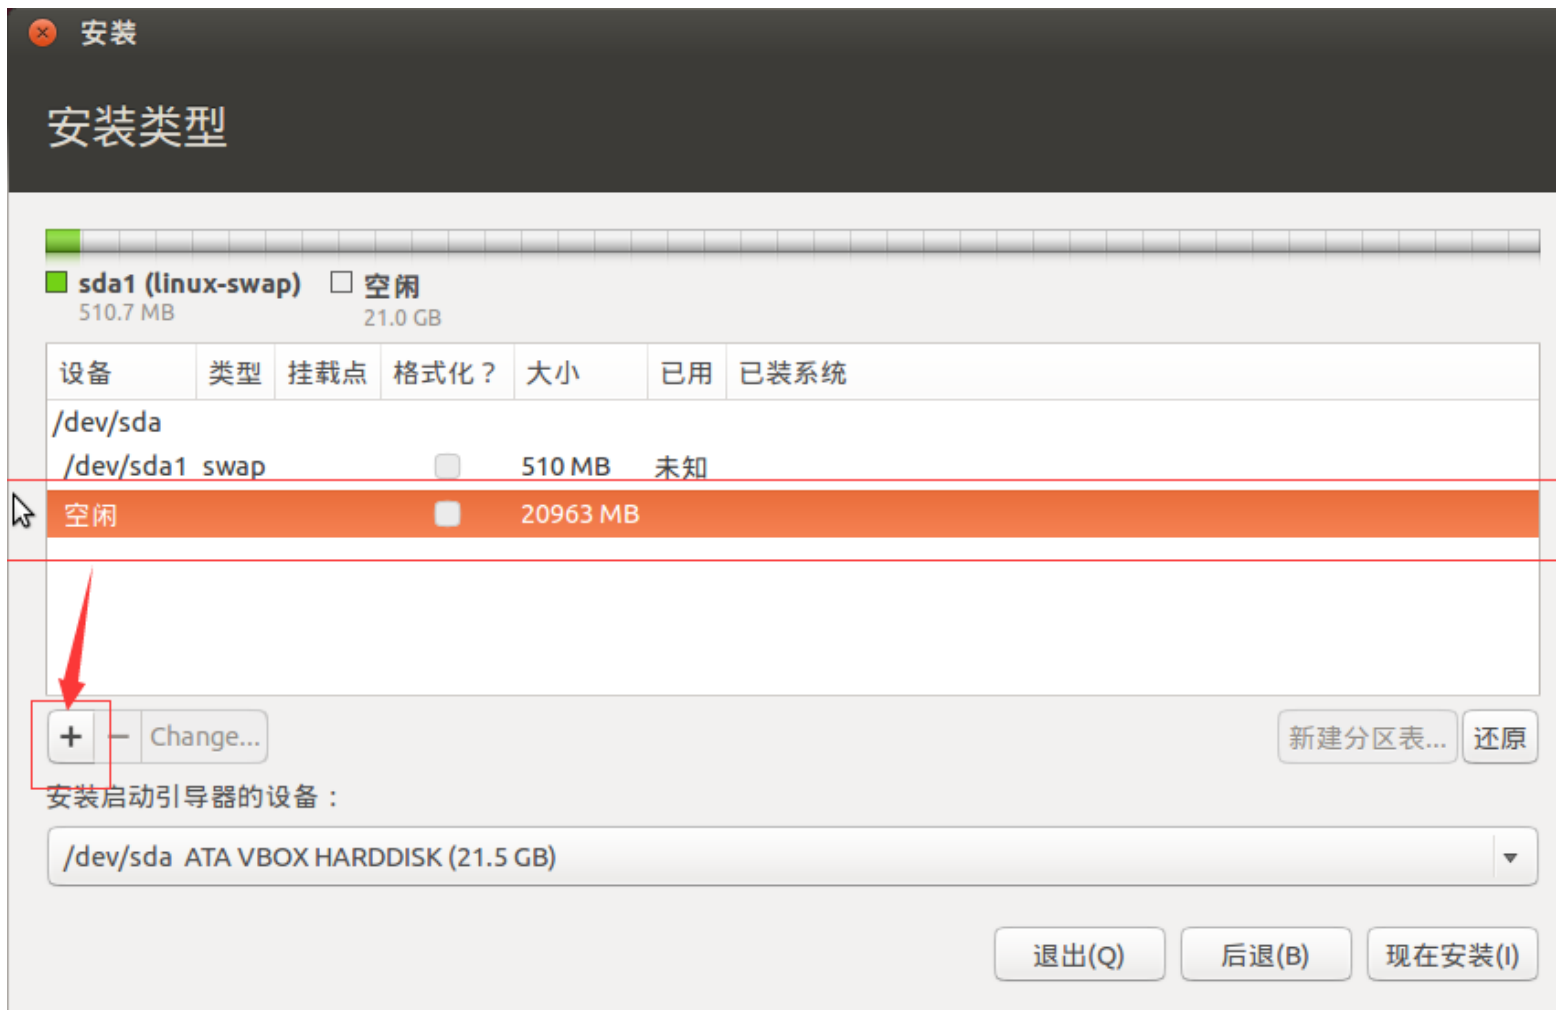 安装
安装类型
sda1 (linux-swap) 空闲
510.7 MB 21.0 GB
设备 类型 挂载点 格式化？ 大小 已用 已装系统
/dev/sda
/dev/sda1 swap 510 MB 未知
空闲 20963 MB
+ − Change... 新建分区表... 还原
安装启动引导器的设备：
/dev/sda ATA VBOX HARDDISK (21.5 GB)
退出(Q) 后退(B) 现在安装(I)